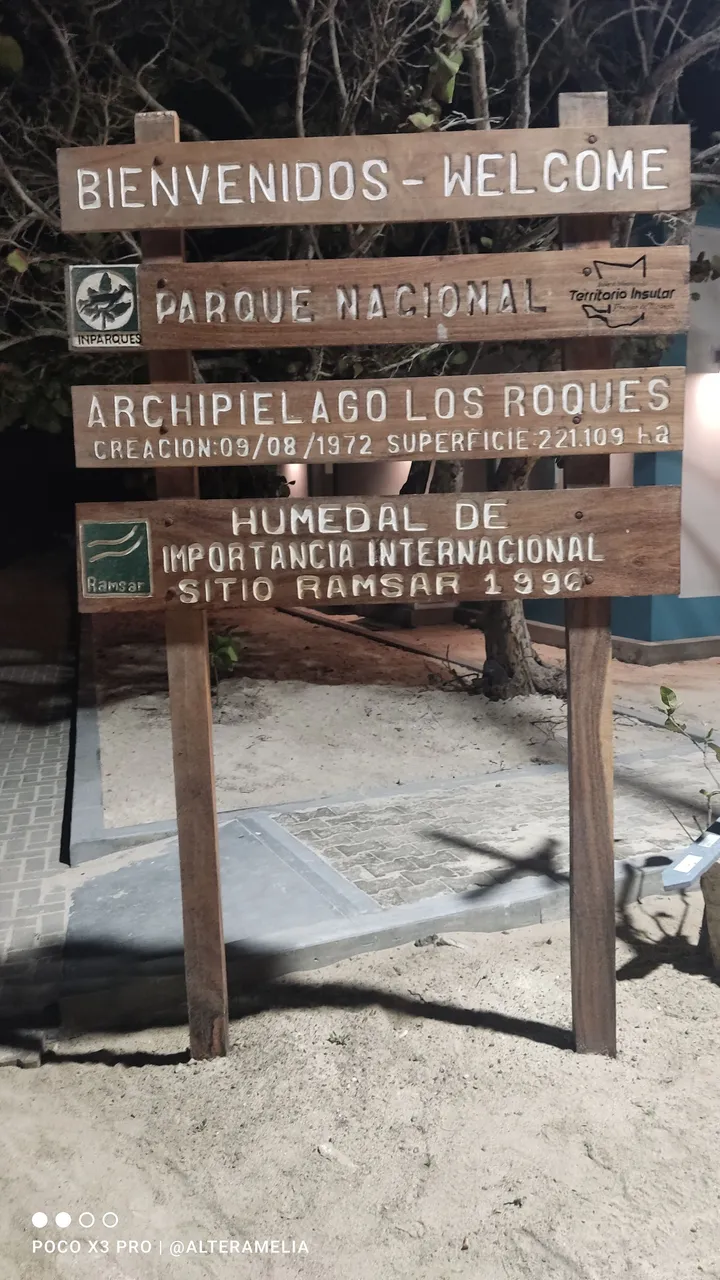 BIENVENIDOS - WELCOME
INPARQUES
PARQUE NACIONAL
Territorio Insular
ARCHIPIELAGO LOS ROQUES
CREACION:09/08/1972 SUPERFICIE:221.109 ha
Ramsar
HUMEDAL DE
IMPORTANCIA INTERNACIONAL
SITIO RAMSAR 1996
POCO X3 PRO | @ALTERAMELIA